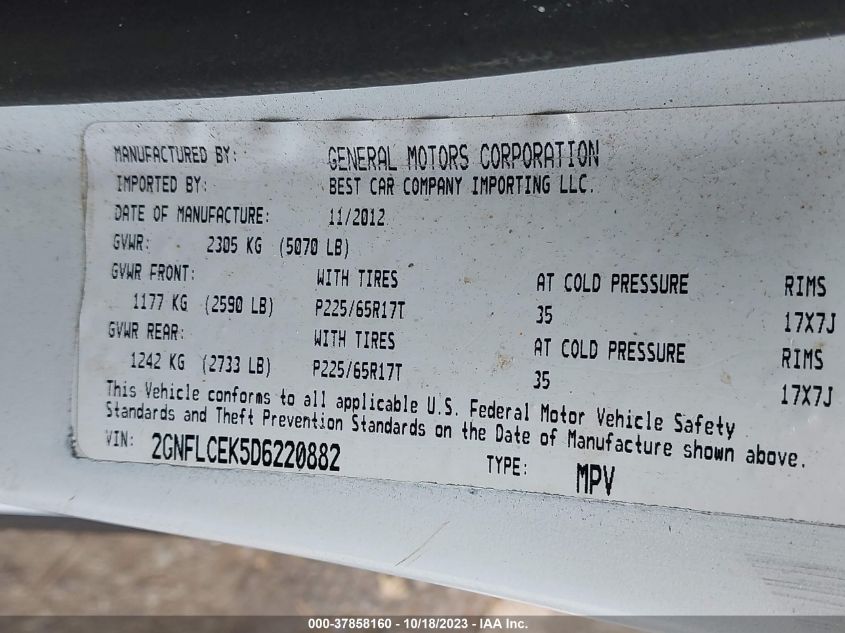 MANUFACTURED BY: GENERAL MOTORS CORPORATION
IMPORTED BY: BEST CAR COMPANY IMPORTING LLC.
DATE OF MANUFACTURE: 11/2012
GVWR: 2305 KG (5070 LB)
GVWR FRONT: WITH TIRES AT COLD PRESSURE RIMS
1177 KG (2590 LB) P225/65R17T 35 17X7J
GVWR REAR: WITH TIRES AT COLD PRESSURE RIMS
1242 KG (2733 LB) P225/65R17T 35 17X7J
This Vehicle conforms to all applicable U.S. Federal Motor Vehicle Safety
Standards and Theft Prevention Standards on the Date of Manufacture shown above.
VIN: 2GNFLCEK5D6220882 TYPE: MPV
000-37858160 - 10/18/2023 - IAA Inc.